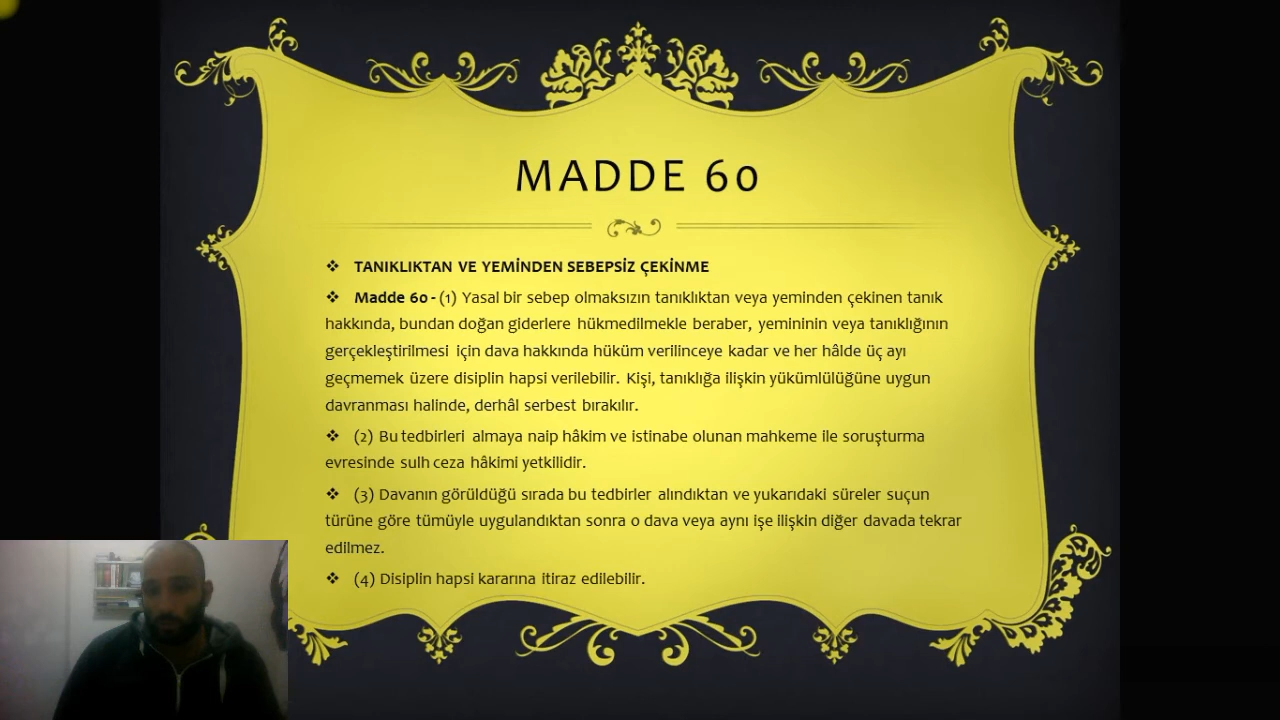 MADDE 60
TANIKLIKTAN VE YEMİNDEN SEBEPSİZ ÇEKİNME
Madde 60 - (1) Yasal bir sebep olmaksızın tanıklıktan veya yeminden çekinen tanık
hakkında, bundan doğan giderlere hükmedilmekle beraber, yemininin veya tanıklığının
gerçekleştirilmesi için dava hakkında hüküm verilinceye kadar ve her hâlde üç ayı
geçmemek üzere disiplin hapsi verilebilir. Kişi, tanıklığa ilişkin yükümlülüğüne uygun
davranması halinde, derhâl serbest bırakılır.
(2) Bu tedbirleri almaya naip hâkim ve istinabe olunan mahkeme ile soruşturma
evresinde sulh ceza hâkimi yetkilidir.
(3) Davanın görüldüğü sırada bu tedbirler alındıktan ve yukarıdaki süreler suçun
türüne göre tümüyle uygulandıktan sonra o dava veya aynı işe ilişkin diğer davada tekrar
edilmez.
(4) Disiplin hapsi kararına itiraz edilebilir.